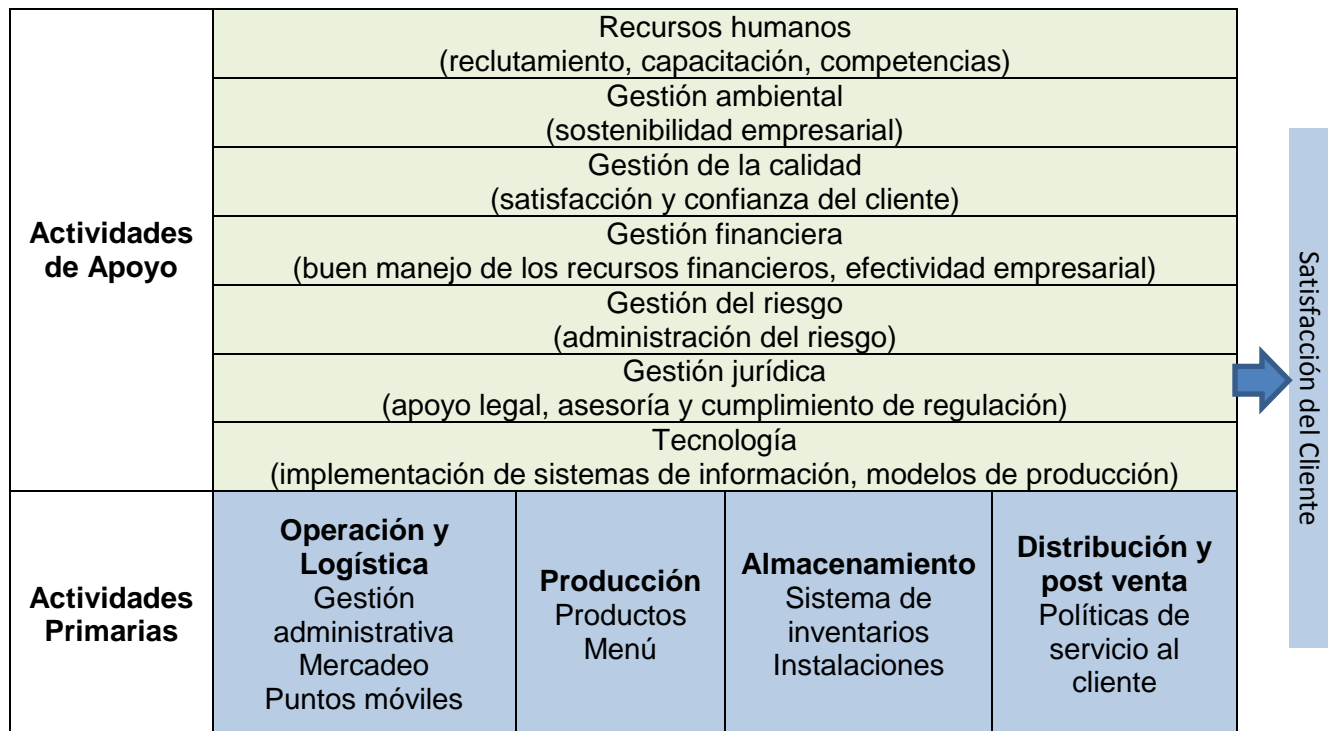 Actividades
de Apoyo
Recursos humanos
(reclutamiento, capacitación, competencias)
Gestión ambiental
(sostenibilidad empresarial)
Gestión de la calidad
(satisfacción y confianza del cliente)
Gestión financiera
(buen manejo de los recursos financieros, efectividad empresarial)
Gestión del riesgo
(administración del riesgo)
Gestión jurídica
(apoyo legal, asesoría y cumplimiento de regulación)
Tecnología
(implementación de sistemas de información, modelos de producción)
Actividades
Primarias
Operación y
Logística
Gestión
administrativa
Mercadeo
Puntos móviles
Producción
Productos
Menú
Almacenamiento
Sistema de
inventarios
Instalaciones
Distribución y
post venta
Políticas de
servicio al
cliente
Satisfacción del Cliente